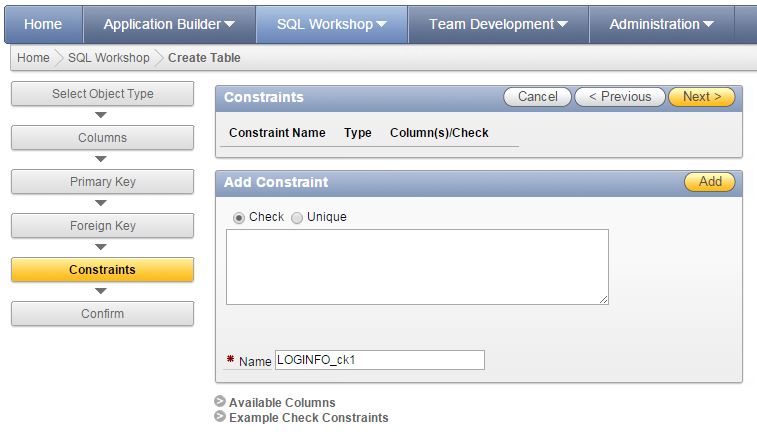 Home Application Builder SQL Workshop Team Development Administration
Home SQL Workshop Create Table
Select Object Type
Columns
Primary Key
Foreign Key
Constraints
Confirm
Constraints Cancel < Previous Next >
Constraint Name Type Column(s)/Check
Add Constraint Add
Check Unique
* Name LOGINFO_ck1
Available Columns
Example Check Constraints